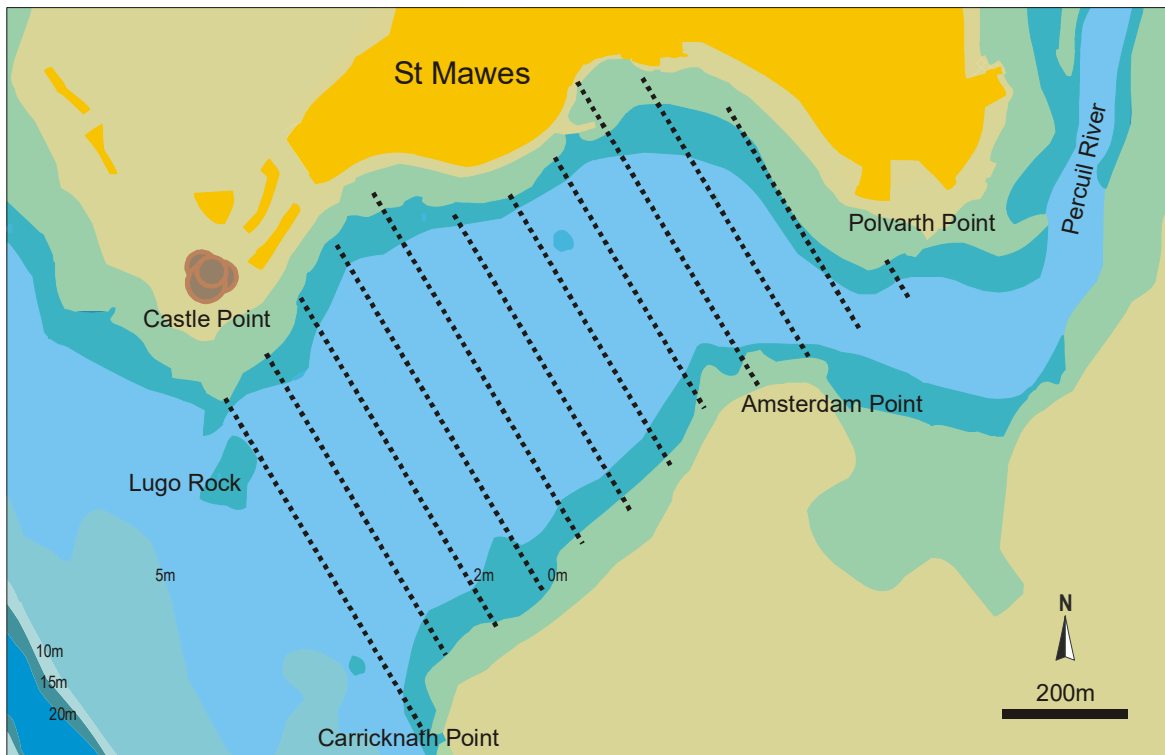 St Mawes
Percuil River
Polvarth Point
Castle Point
Amsterdam Point
Lugo Rock
5m
2m
0m
N
10m
15m
20m
200m
Carricknath Point